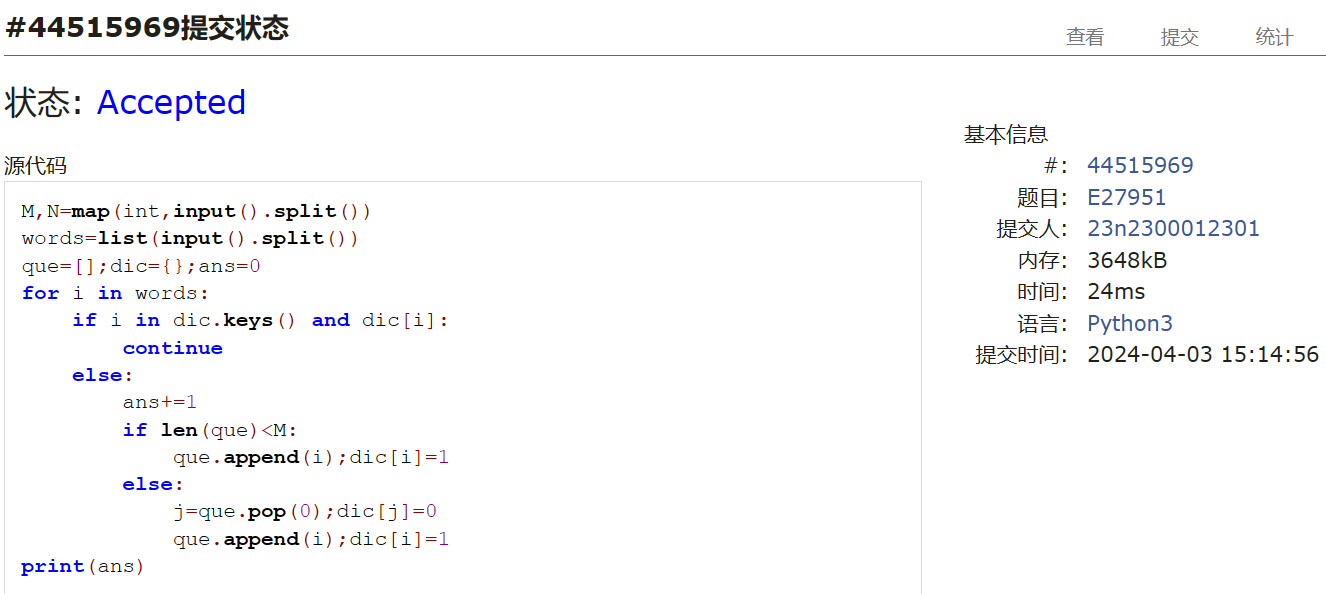 #44515969提交状态
查看 提交 统计
状态: Accepted
源代码
M,N=map(int,input().split())
words=list(input().split())
que=[];dic={};ans=0
for i in words:
    if i in dic.keys() and dic[i]:
        continue
    else:
        ans+=1
        if len(que)<M:
            que.append(i);dic[i]=1
        else:
            j=que.pop(0);dic[j]=0
            que.append(i);dic[i]=1
print(ans)
基本信息
#: 44515969
题目: E27951
提交人: 23n2300012301
内存: 3648kB
时间: 24ms
语言: Python3
提交时间: 2024-04-03 15:14:56